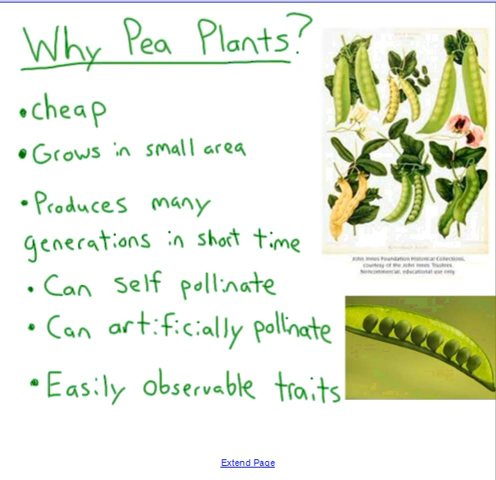 Why Pea Plants?
• cheap
• Grows in small area
• Produces many
generations in short time
• Can self pollinate
• Can artificially pollinate
• Easily observable traits
John Innes Foundation Historical Collections,
courtesy of the John Innes Trustees.
Noncommercial, educational use only
Extend Page